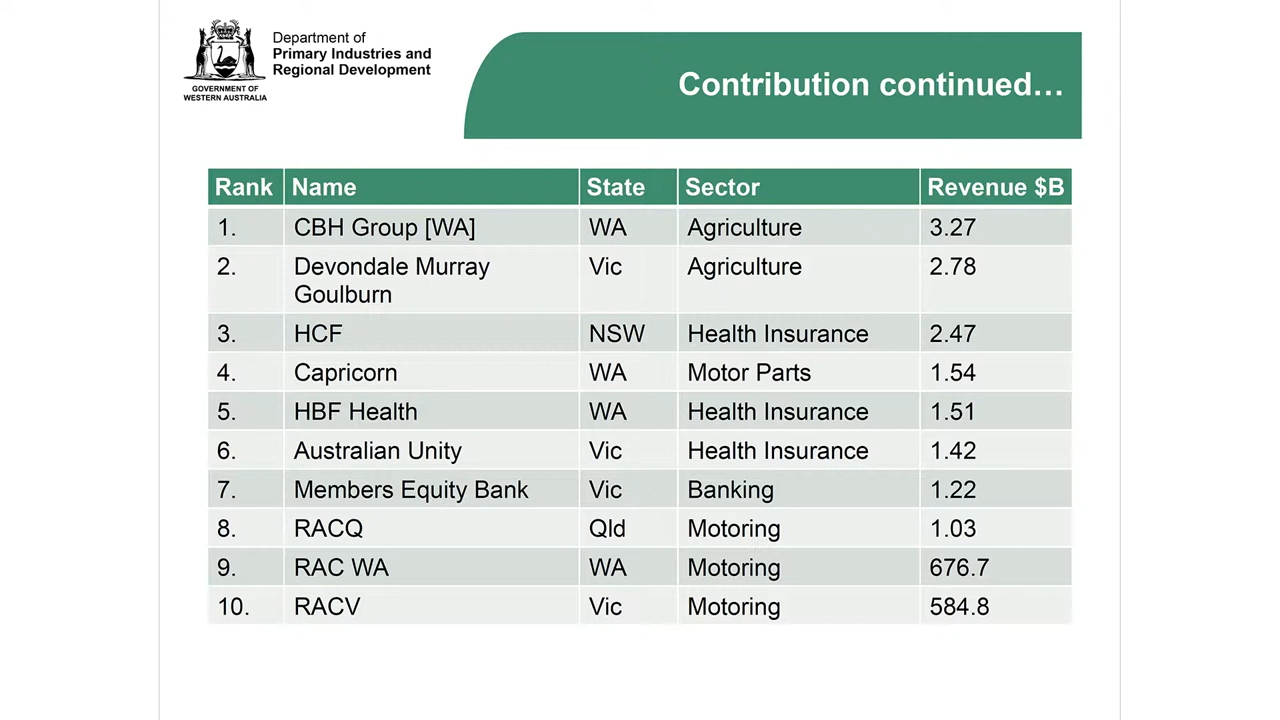 Department of
Primary Industries and
Regional Development
GOVERNMENT OF
WESTERN AUSTRALIA
Contribution continued…
Rank Name State Sector Revenue $B
1. CBH Group [WA] WA Agriculture 3.27
2. Devondale Murray Goulburn Vic Agriculture 2.78
3. HCF NSW Health Insurance 2.47
4. Capricorn WA Motor Parts 1.54
5. HBF Health WA Health Insurance 1.51
6. Australian Unity Vic Health Insurance 1.42
7. Members Equity Bank Vic Banking 1.22
8. RACQ Qld Motoring 1.03
9. RAC WA WA Motoring 676.7
10. RACV Vic Motoring 584.8